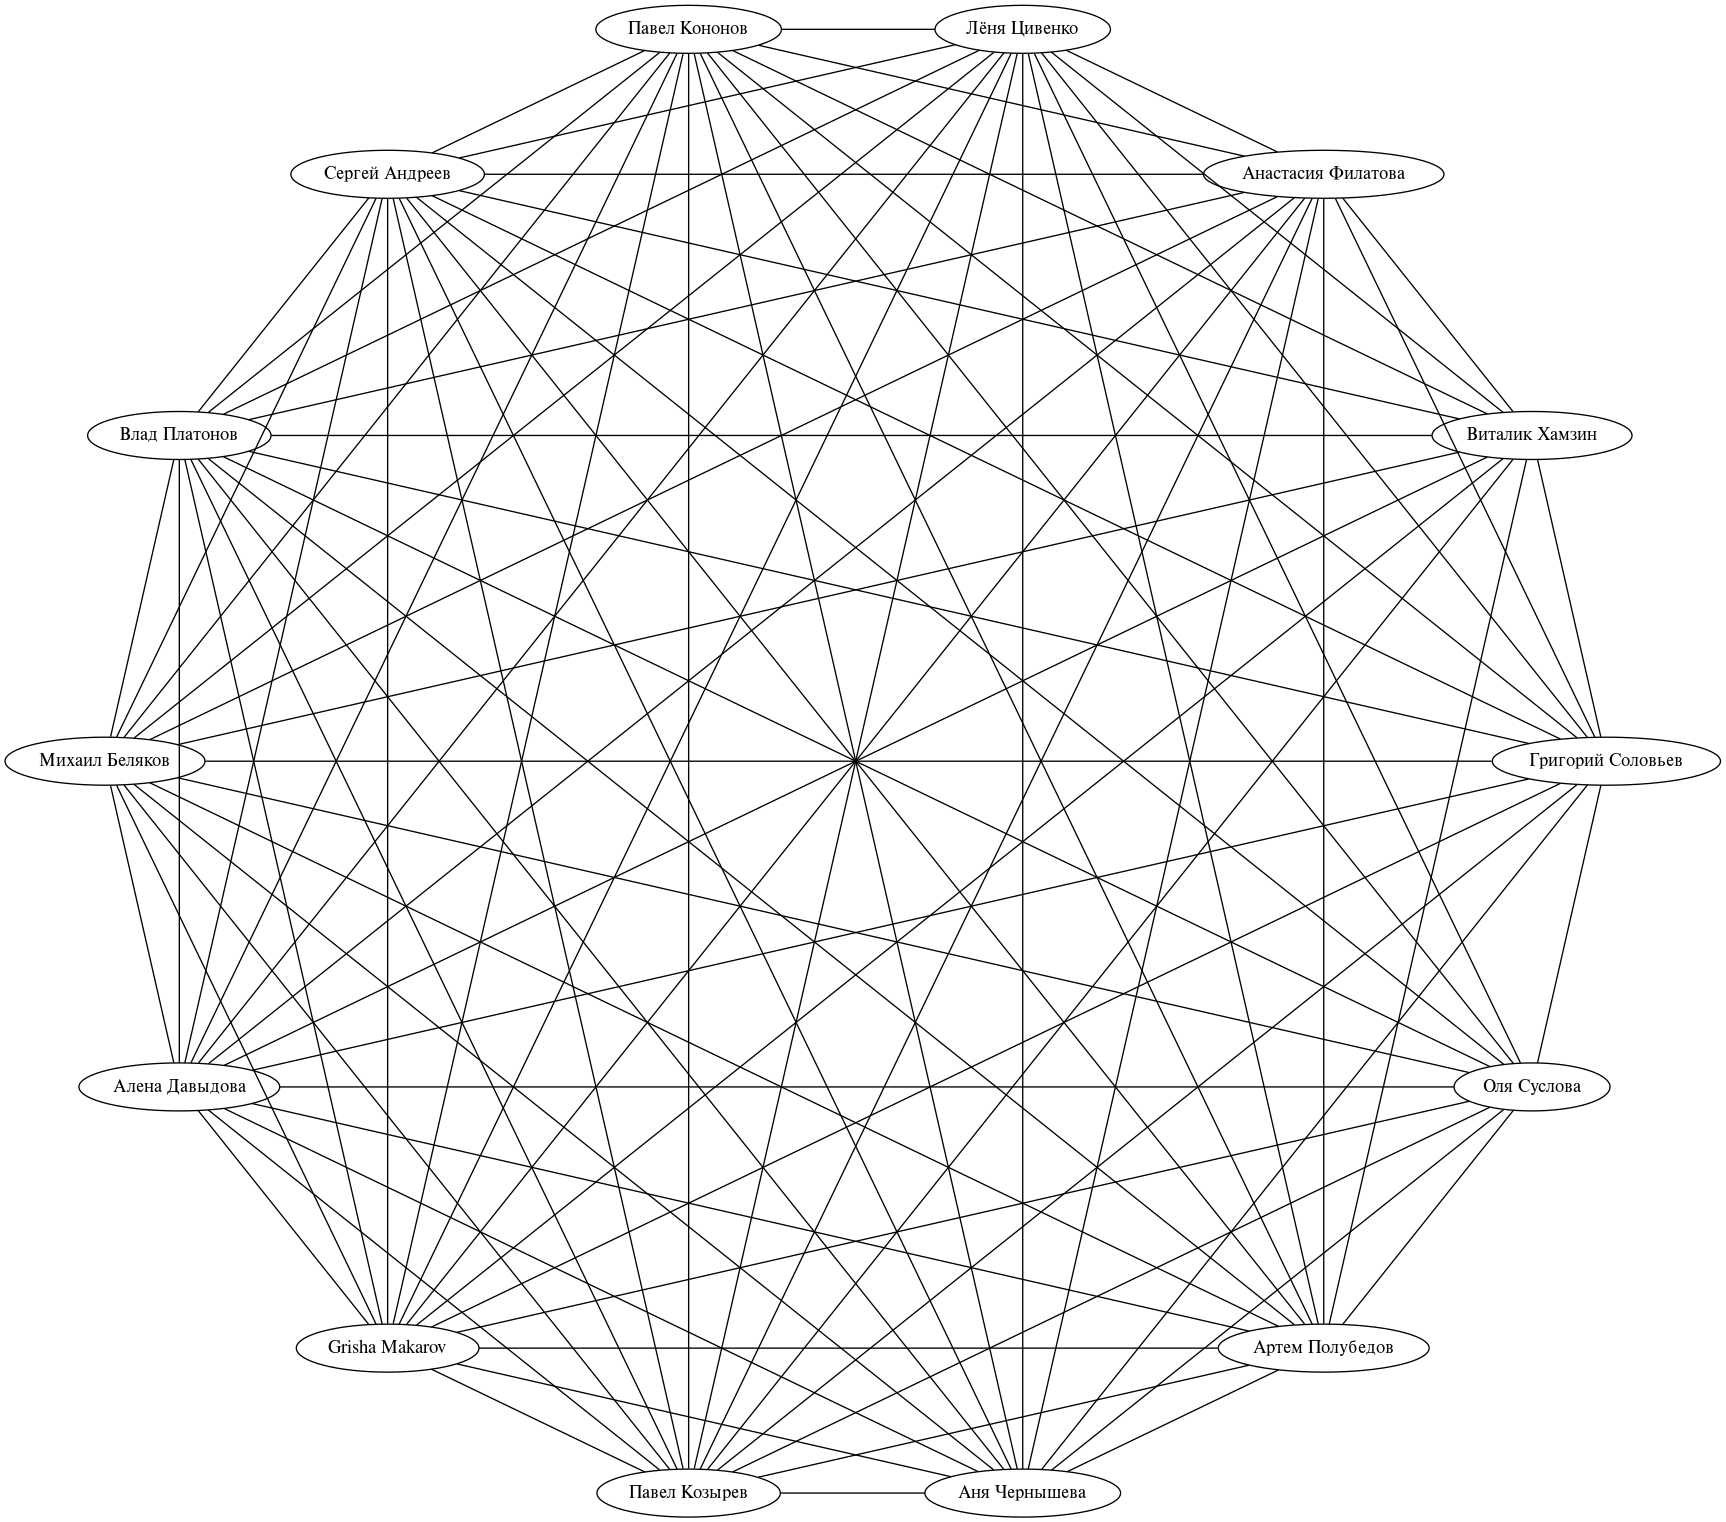 Павел Кононов
Лёня Цивенко
Сергей Андреев
Анастасия Филатова
Влад Платонов
Виталик Хамзин
Михаил Беляков
Григорий Соловьев
Алена Давыдова
Оля Суслова
Grisha Makarov
Артем Полубедов
Павел Козырев
Аня Чернышева